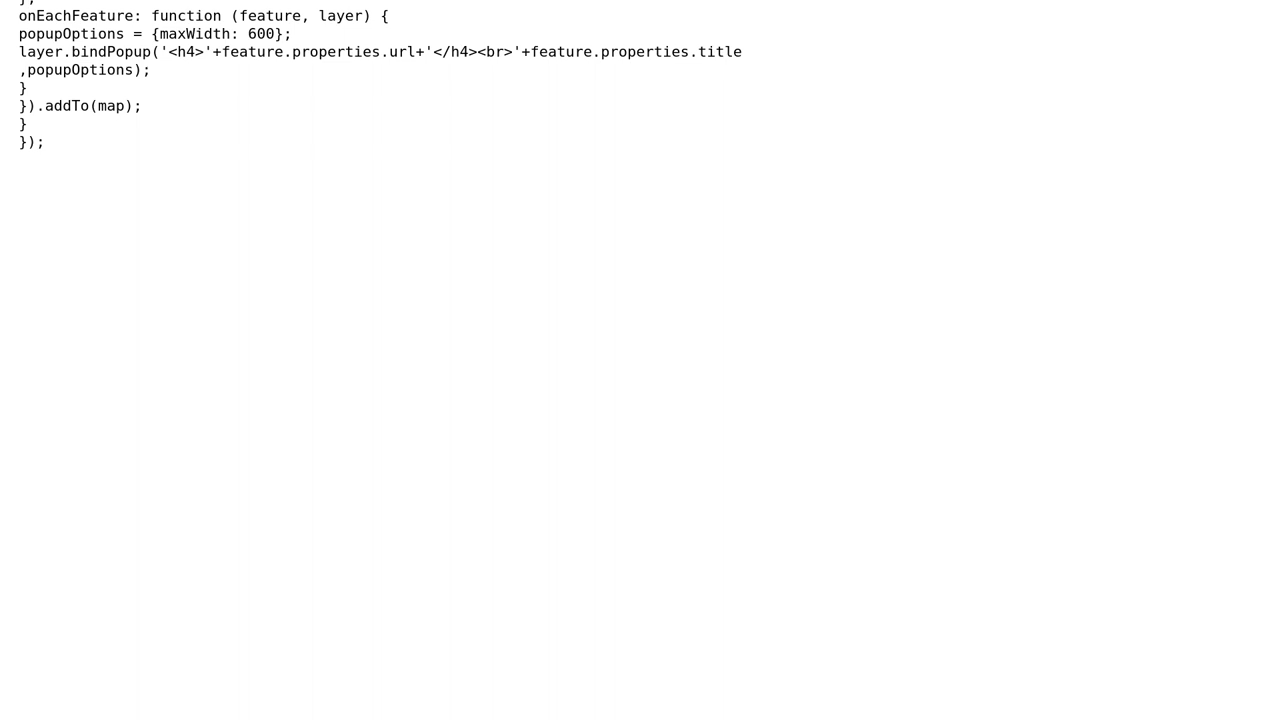 },
onEachFeature: function (feature, layer) {
popupOptions = {maxWidth: 600};
layer.bindPopup('<h4>'+feature.properties.url+'</h4><br>'+feature.properties.title
,popupOptions);
}
}).addTo(map);
}
});